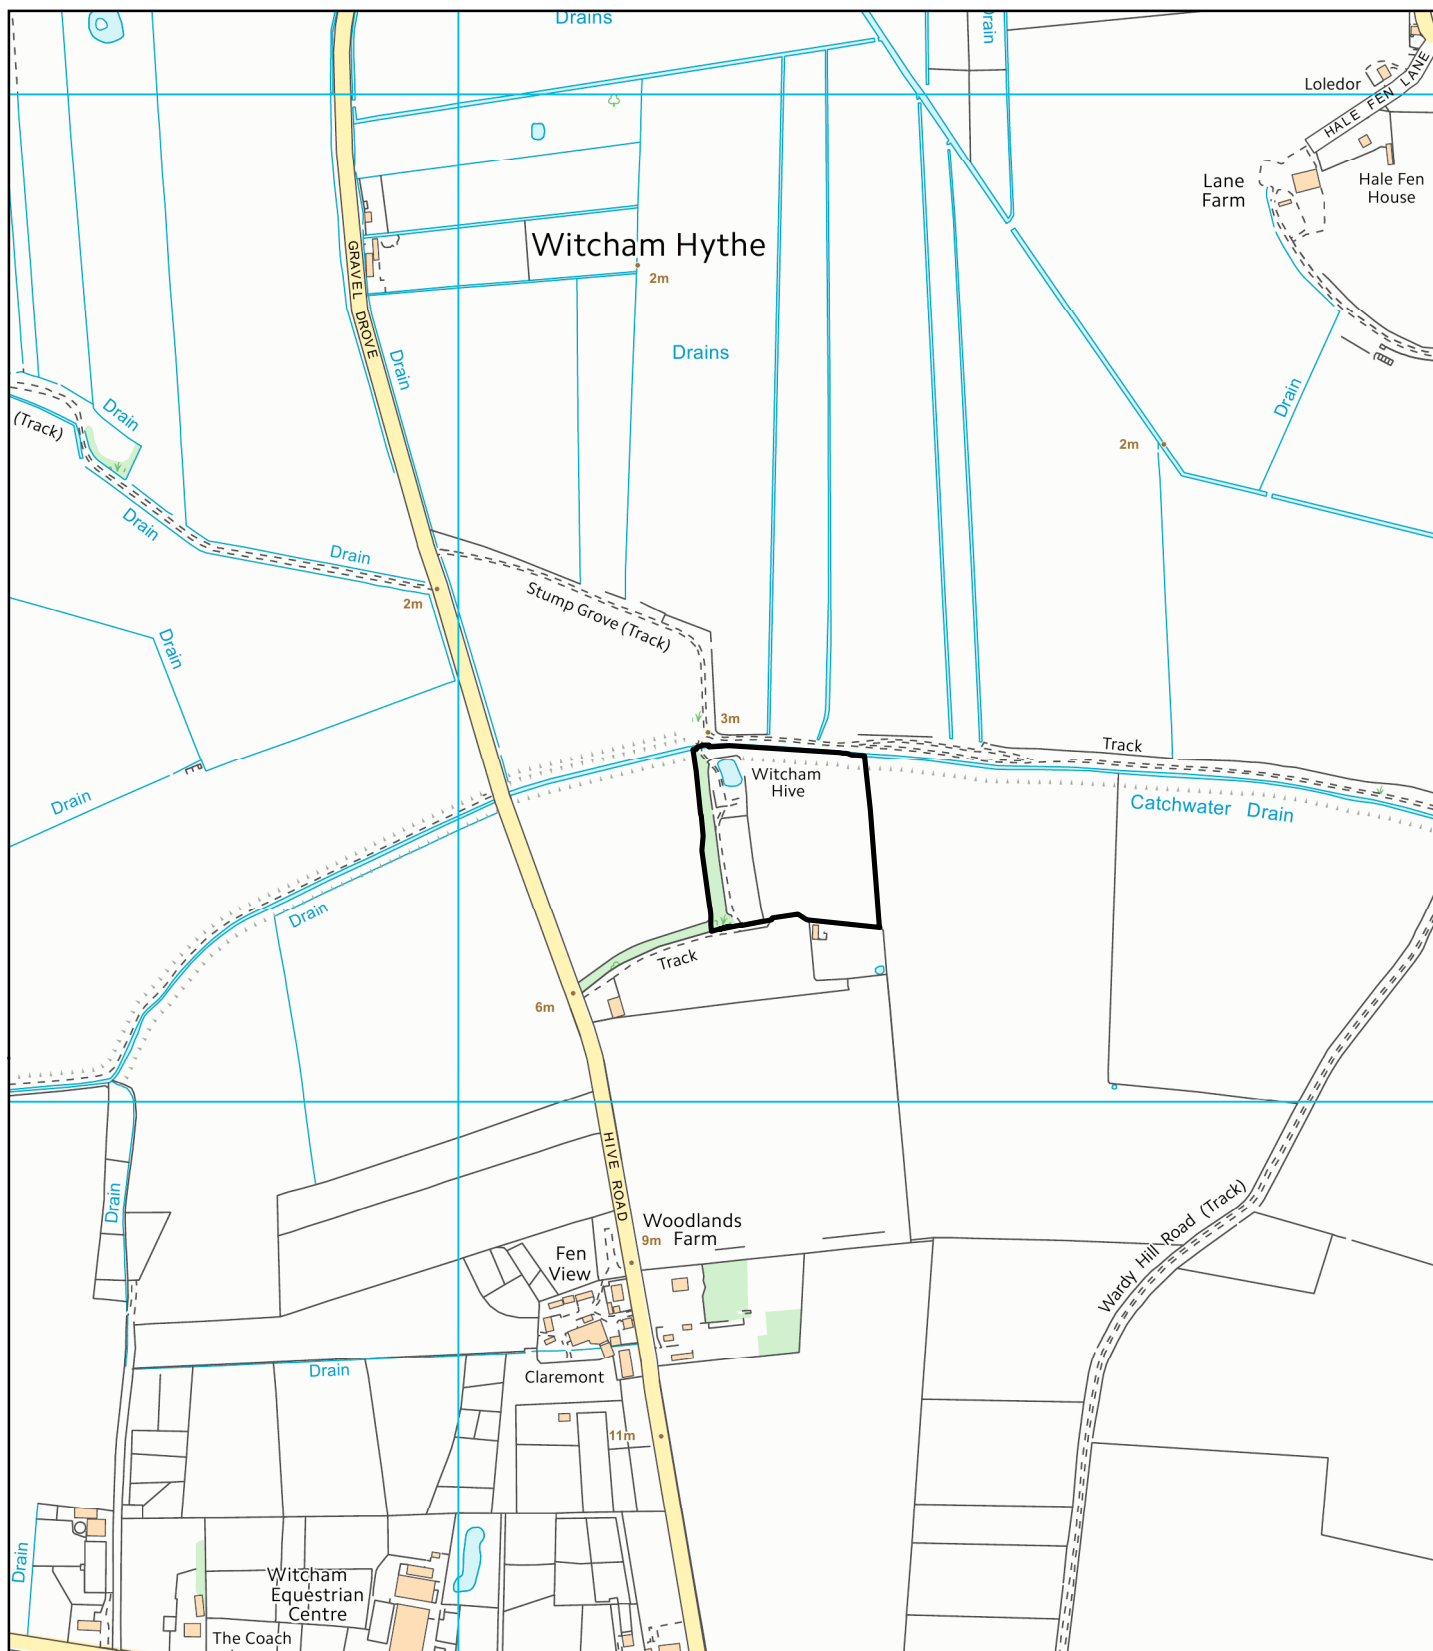 Drains
Drain
Loledor
HALE FEN LANE
Lane
Farm
Hale Fen
House
Witcham Hythe
2m
GRAVEL DROVE
Drain
Drains
Drain
Drain
(Track)
2m
Drain
Drain
2m
Stump Grove (Track)
Drain
3m
Track
Witcham
Hive
Drain
Catchwater Drain
Drain
Track
6m
HIVE ROAD
Drain
Wardy Hill Road (Track)
Woodlands
Farm
9m
Fen
View
Drain
Claremont
11m
Drain
Witcham
Equestrian
Centre
The Coach